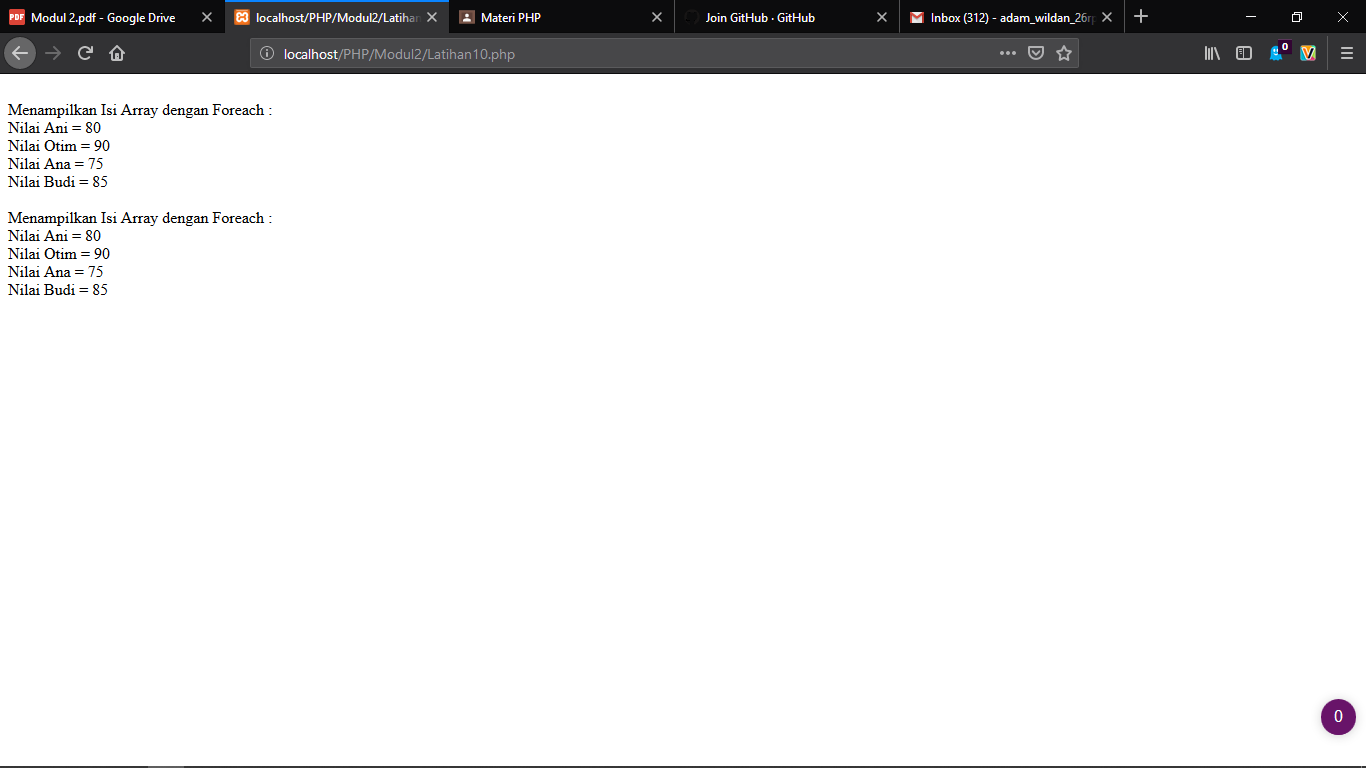 Modul 2.pdf - Google Drive
localhost/PHP/Modul2/Latihan
Materi PHP
Join GitHub · GitHub
Inbox (312) - adam_wildan_26r
localhost/PHP/Modul2/Latihan10.php
0
Menampilkan Isi Array dengan Foreach :
Nilai Ani = 80
Nilai Otim = 90
Nilai Ana = 75
Nilai Budi = 85
Menampilkan Isi Array dengan Foreach :
Nilai Ani = 80
Nilai Otim = 90
Nilai Ana = 75
Nilai Budi = 85
0